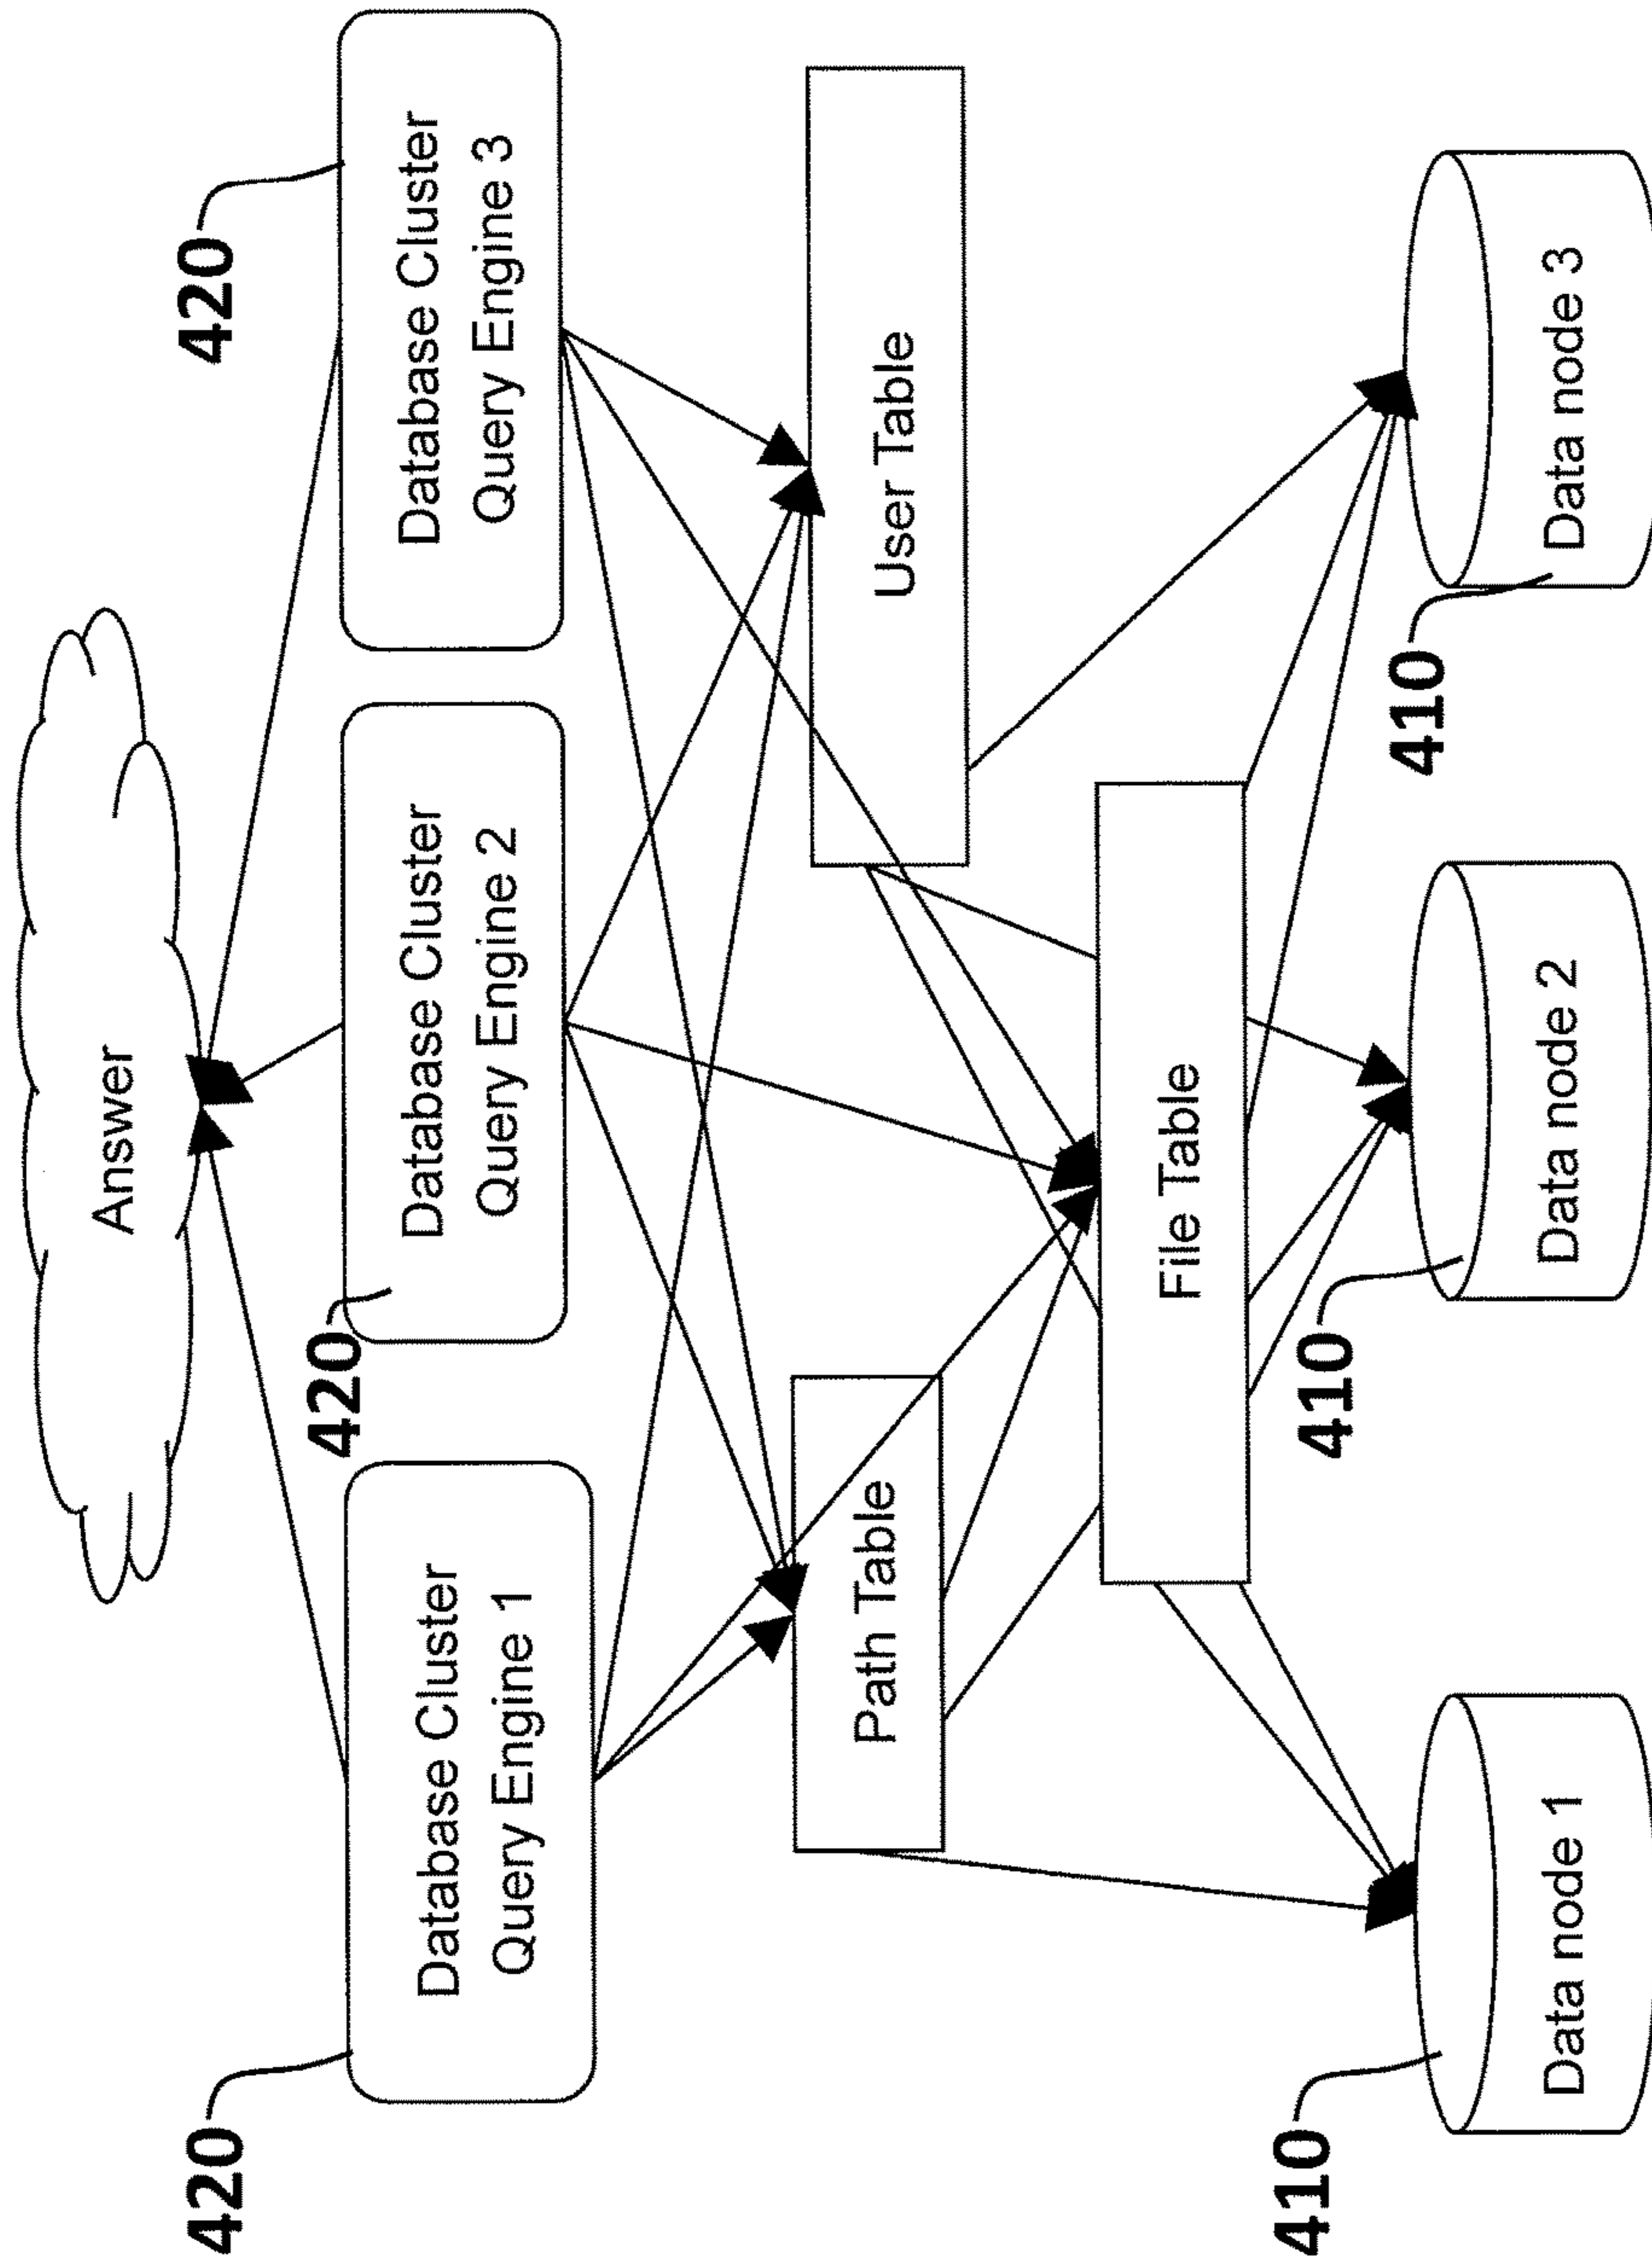 Answer
420
420
420
Database Cluster
Query Engine 1
Database Cluster
Query Engine 2
Database Cluster
Query Engine 3
Path Table
User Table
File Table
410
410
410
Data node 1
Data node 2
Data node 3